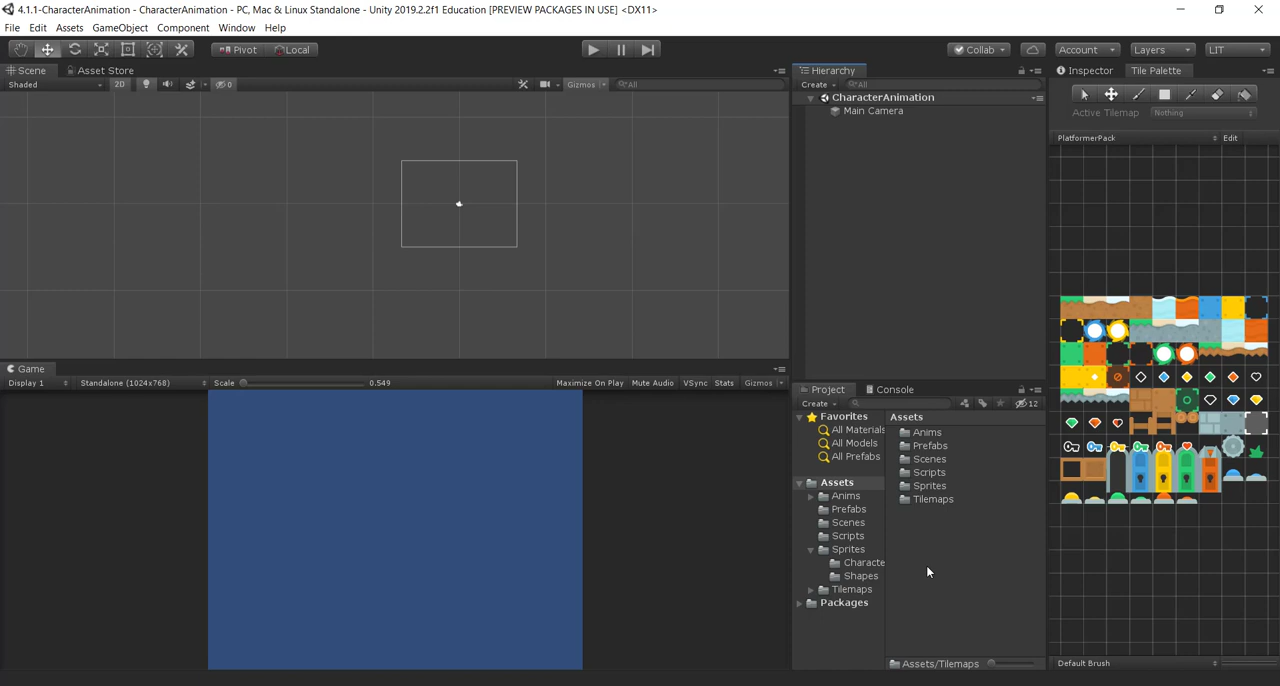 4.1.1-CharacterAnimation - CharacterAnimation - PC, Mac & Linux Standalone - Unity 2019.2.2f1 Education [PREVIEW PACKAGES IN USE] <DX11>
File Edit Assets GameObject Component Window Help
Pivot Local Collab Account Layers LIT
Scene Asset Store
Shaded 2D 0 Gizmos All
Game
Display 1 Standalone (1024x768) Scale 0.549 Maximize On Play Mute Audio VSync Stats Gizmos
Hierarchy
Create All
CharacterAnimation
Main Camera
Project Console
Create 12
Favorites
All Materials
All Models
All Prefabs
Assets
Anims
Prefabs
Scenes
Scripts
Sprites
Characte
Shapes
Tilemaps
Packages
Assets
Anims
Prefabs
Scenes
Scripts
Sprites
Tilemaps
Assets/Tilemaps
Inspector Tile Palette
Active Tilemap Nothing
PlatformerPack Edit
Default Brush